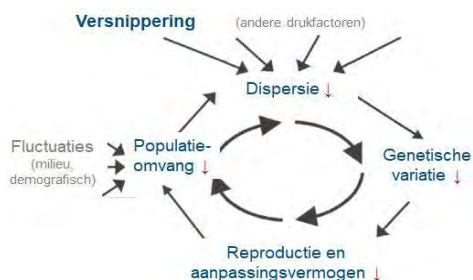 Versnippering
(andere drukfactoren)
Dispersie ↓
Fluctuaties
(milieu,
demografisch)
Populatie-
omvang ↓
Genetische
variatie ↓
Reproductie en
aanpassingsvermogen ↓